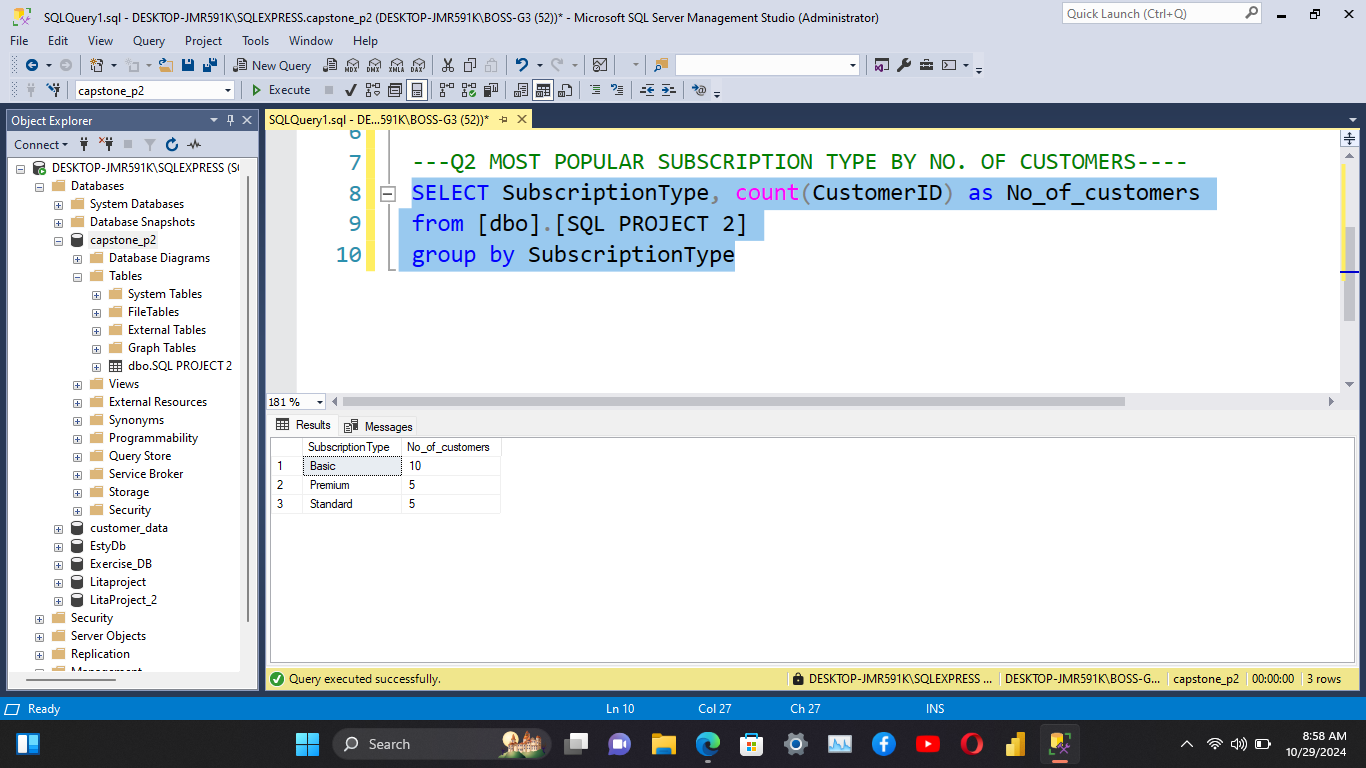 SQLQuery1.sql - DESKTOP-JMR591K\SQLEXPRESS.capstone_p2 (DESKTOP-JMR591K\BOSS-G3 (52))* - Microsoft SQL Server Management Studio (Administrator)
Quick Launch (Ctrl+Q)
File Edit View Query Project Tools Window Help
New Query
MDX DMX XMLA DAX
capstone_p2
Execute
Object Explorer
SQLQuery1.sql - DE...591K\BOSS-G3 (52))*
Connect
DESKTOP-JMR591K\SQLEXPRESS (S
Databases
System Databases
Database Snapshots
capstone_p2
Database Diagrams
Tables
System Tables
FileTables
External Tables
Graph Tables
dbo.SQL PROJECT 2
Views
External Resources
Synonyms
Programmability
Query Store
Service Broker
Storage
Security
customer_data
EstyDb
Exercise_DB
Litaproject
LitaProject_2
Security
Server Objects
Replication
Management
6
7 ---Q2 MOST POPULAR SUBSCRIPTION TYPE BY NO. OF CUSTOMERS----
8 SELECT SubscriptionType, count(CustomerID) as No_of_customers
9 from [dbo].[SQL PROJECT 2]
10 group by SubscriptionType
181 %
Results Messages
SubscriptionType No_of_customers
1 Basic 10
2 Premium 5
3 Standard 5
Query executed successfully.
DESKTOP-JMR591K\SQLEXPRESS ... DESKTOP-JMR591K\BOSS-G... capstone_p2 00:00:00 3 rows
Ready Ln 10 Col 27 Ch 27 INS
Search
8:58 AM
10/29/2024